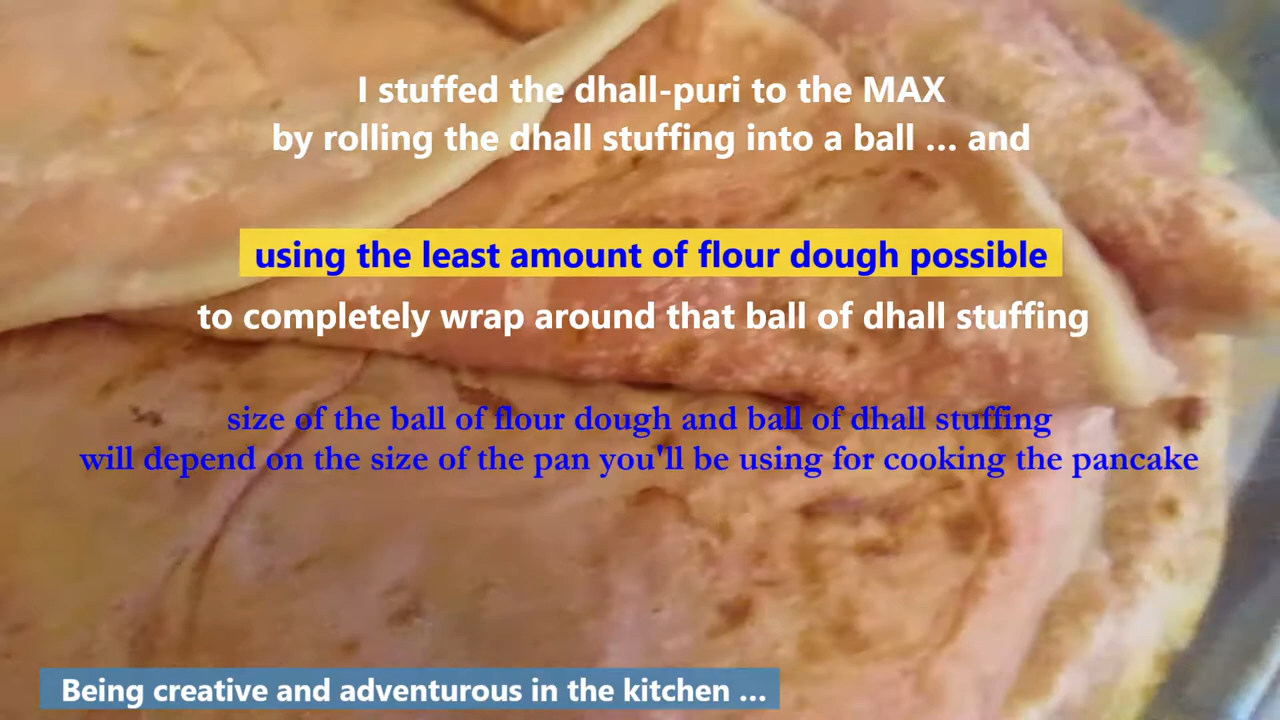 I stuffed the dhall-puri to the MAX
by rolling the dhall stuffing into a ball ... and
using the least amount of flour dough possible
to completely wrap around that ball of dhall stuffing
size of the ball of flour dough and ball of dhall stuffing
will depend on the size of the pan you'll be using for cooking the pancake
Being creative and adventurous in the kitchen ...